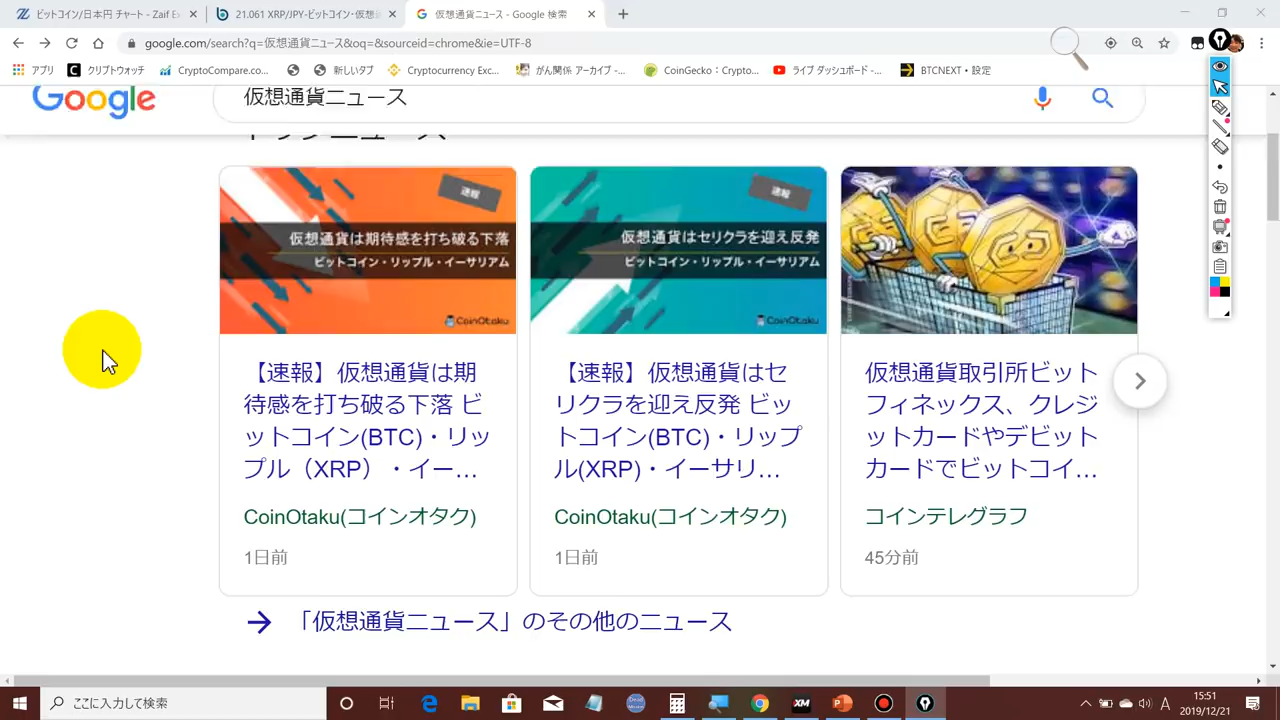 ビットコイン/日本円 チャート - Zaif Ex
21.061 XRP/JPY-ビットコイン・仮想
仮想通貨ニュース - Google 検索
google.com/search?q=仮想通貨ニュース&oq=&sourceid=chrome&ie=UTF-8
アプリ
クリプトウォッチ
CryptoCompare.co...
新しいタブ
Cryptocurrency Exc...
がん関係 アーカイブ -...
CoinGecko：Crypto...
ライブ ダッシュボード -...
BTCNEXT・設定
Google
仮想通貨ニュース
トップニュース
速報
仮想通貨は期待感を打ち破る下落
ビットコイン・リップル・イーサリアム
CoinOtaku
【速報】仮想通貨は期
待感を打ち破る下落 ビ
ットコイン(BTC)・リッ
プル（XRP）・イー...
CoinOtaku(コインオタク)
1日前
速報
仮想通貨はセリクラを迎え反発
ビットコイン・リップル・イーサリアム
CoinOtaku
【速報】仮想通貨はセ
リクラを迎え反発 ビッ
トコイン(BTC)・リップ
ル(XRP)・イーサリ...
CoinOtaku(コインオタク)
1日前
仮想通貨取引所ビット
フィネックス、クレジ
ットカードやデビット
カードでビットコイ...
コインテレグラフ
45分前
「仮想通貨ニュース」のその他のニュース
ここに入力して検索
XM
A
15:51
2019/12/21